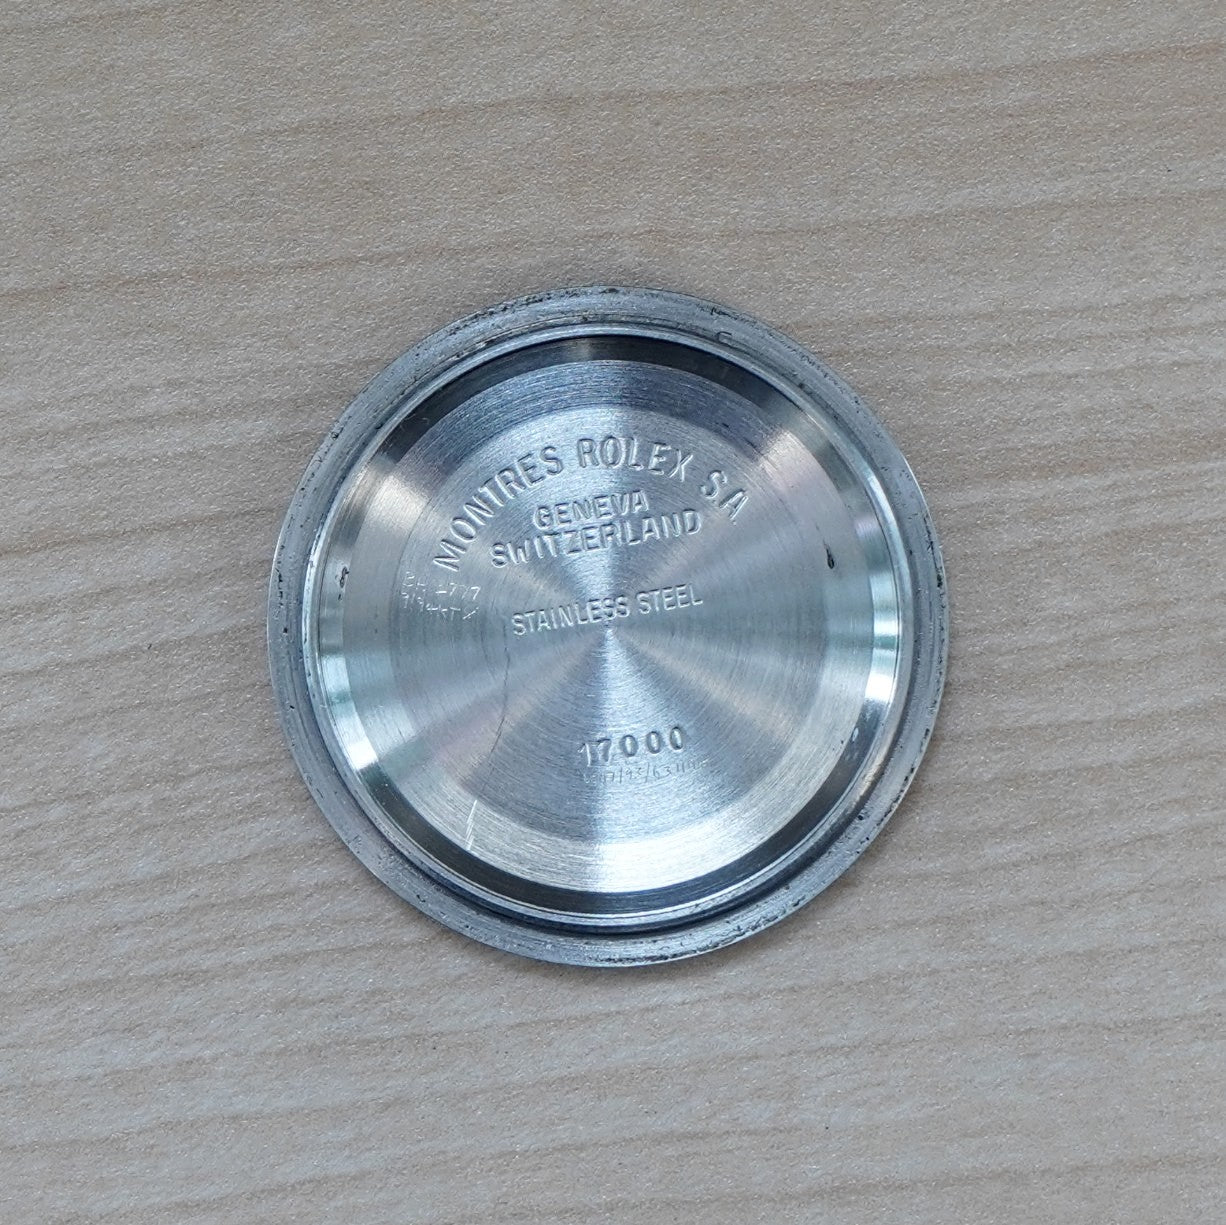 MONTRES ROLEX SA
GENEVA
SWITZERLAND
STAINLESS STEEL
17000